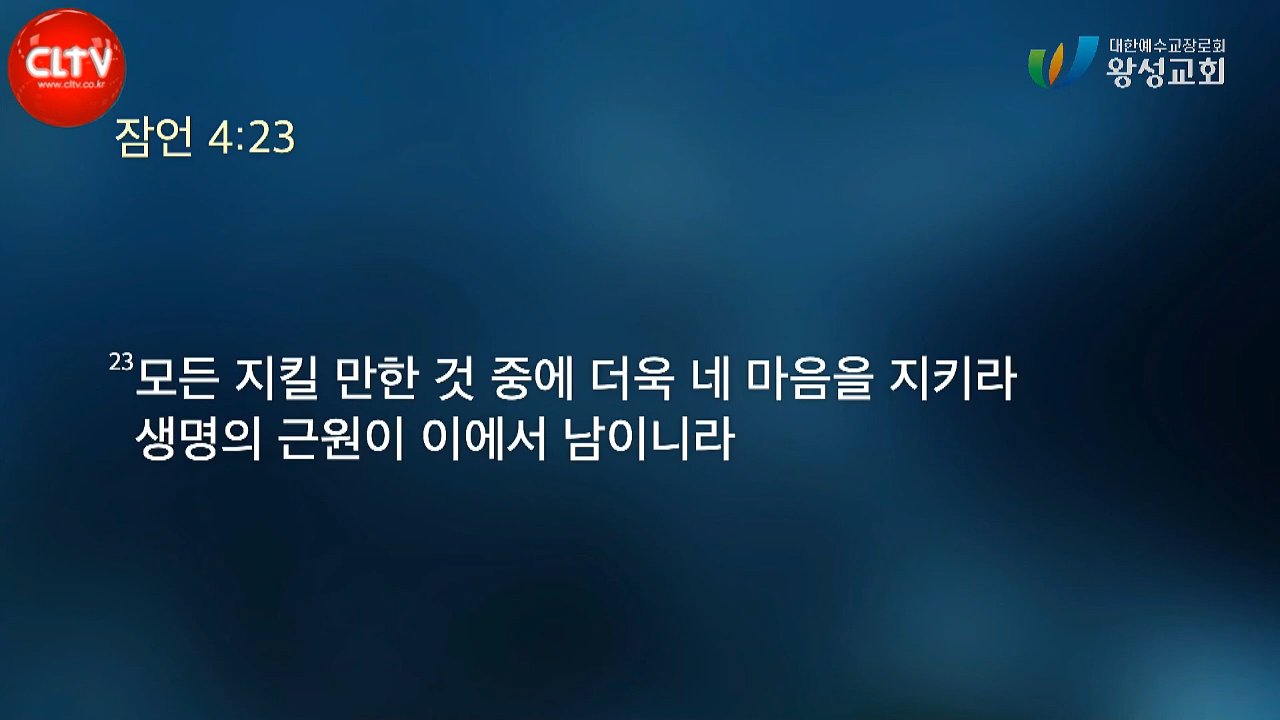 CLTV
www.cltv.co.kr
대한예수교장로회
왕성교회
잠언 4:23
23모든 지킬 만한 것 중에 더욱 네 마음을 지키라
생명의 근원이 이에서 남이니라